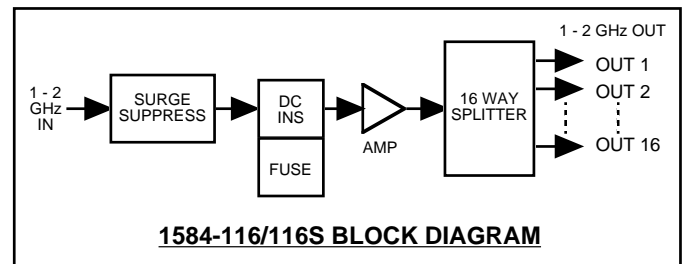 1 - 2 GHz OUT
1 - 2
GHz
IN
SURGE
SUPPRESS
DC
INS
FUSE
AMP
16 WAY
SPLITTER
OUT 1
OUT 2
OUT 16
1584-116/116S BLOCK DIAGRAM